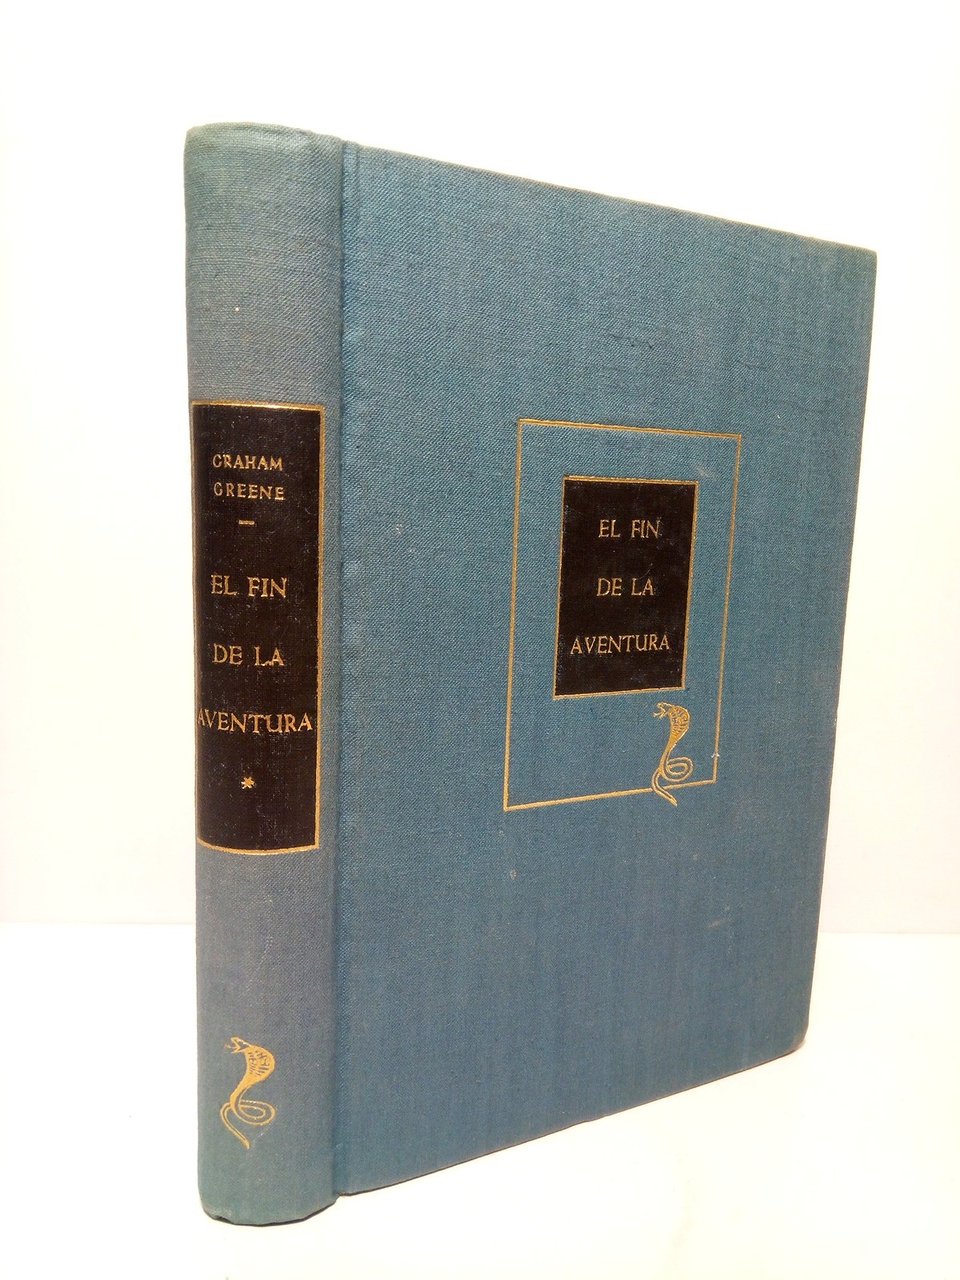 GRAHAM
GREENE
EL FIN
DE LA
AVENTURA
EL FIN
DE LA
AVENTURA